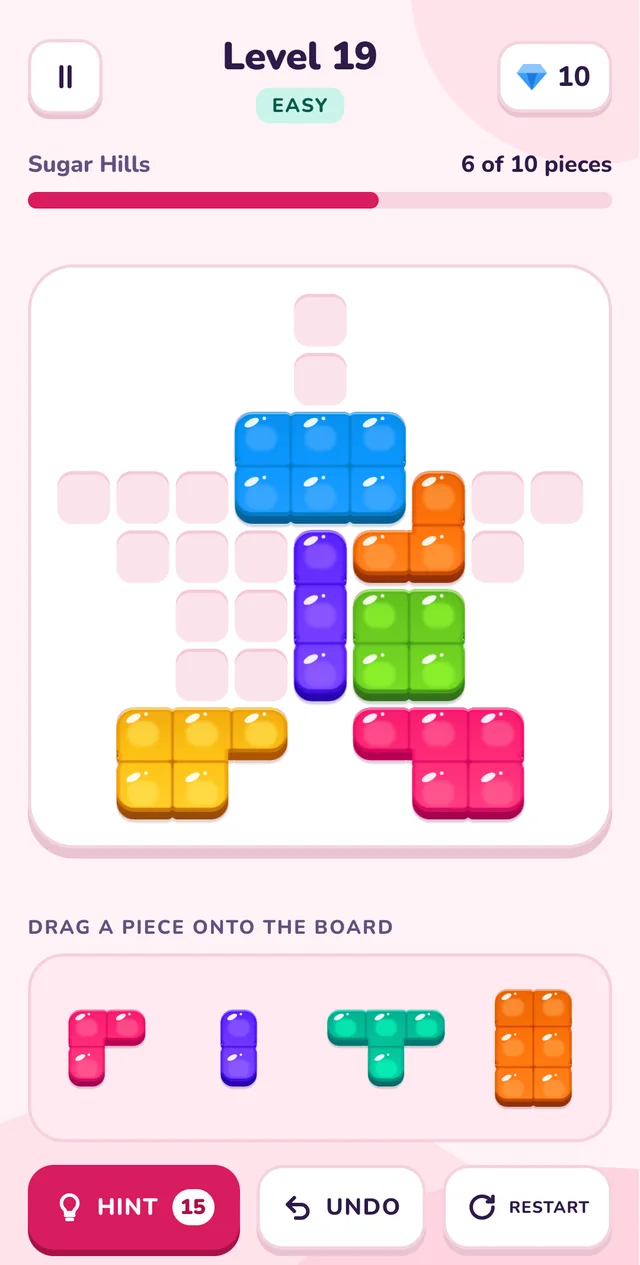 Level 19
10
EASY
Sugar Hills
6 of 10 pieces
DRAG A PIECE ONTO THE BOARD
HINT 15
UNDO
RESTART